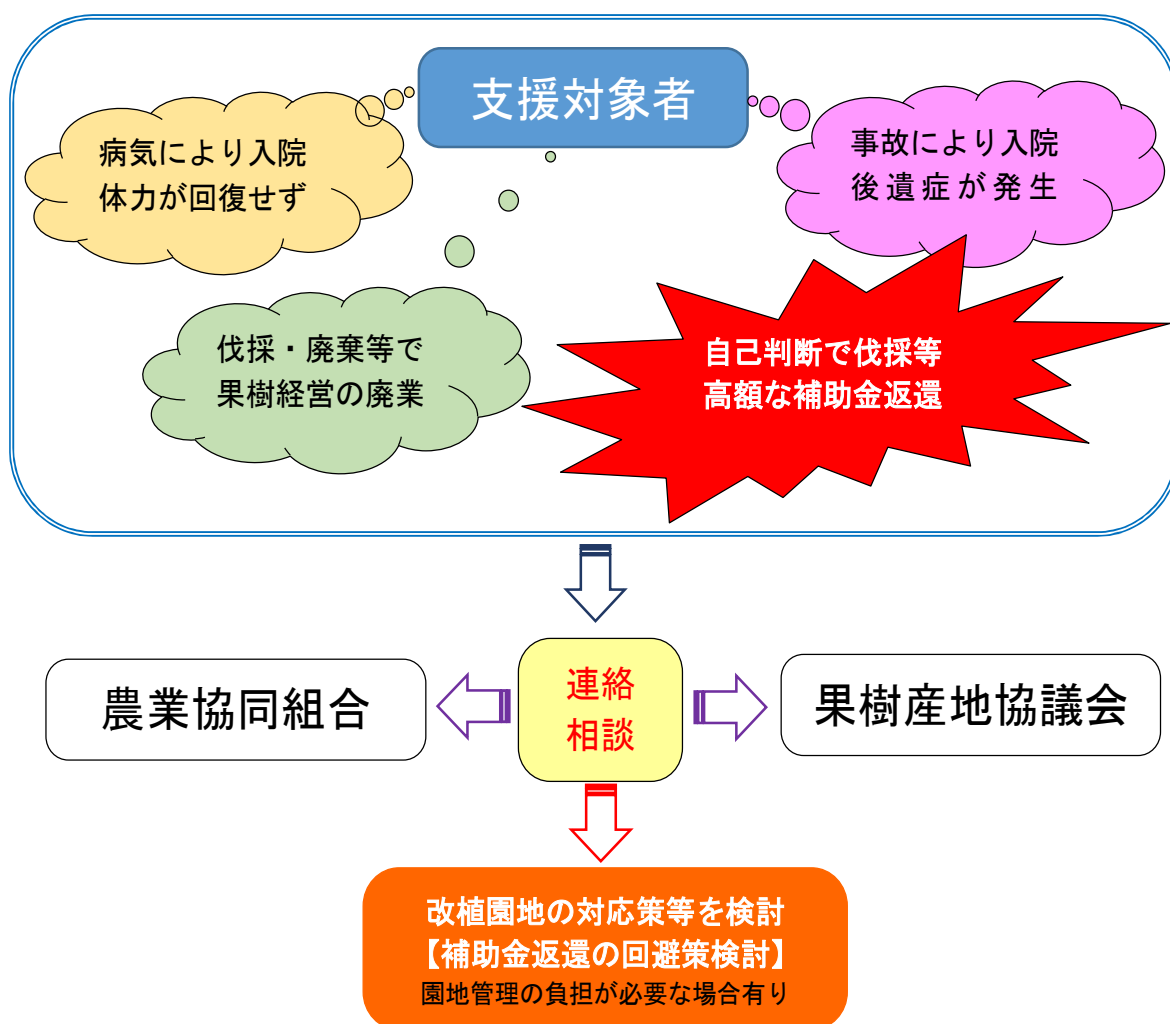 支援対象者
病気により入院
体力が回復せず
事故により入院
後遺症が発生
伐採・廃棄等で
果樹経営の廃業
自己判断で伐採等
高額な補助金返還
農業協同組合
連絡
相談
果樹産地協議会
改植園地の対応策等を検討
【補助金返還の回避策検討】
園地管理の負担が必要な場合有り